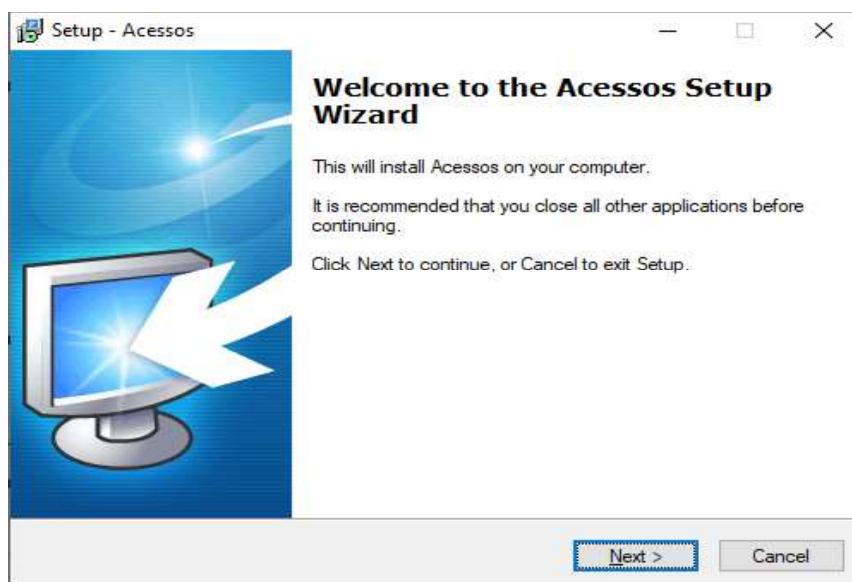 Setup - Acessos
Welcome to the Acessos Setup
Wizard
This will install Acessos on your computer.
It is recommended that you close all other applications before
continuing.
Click Next to continue, or Cancel to exit Setup.
Next >
Cancel